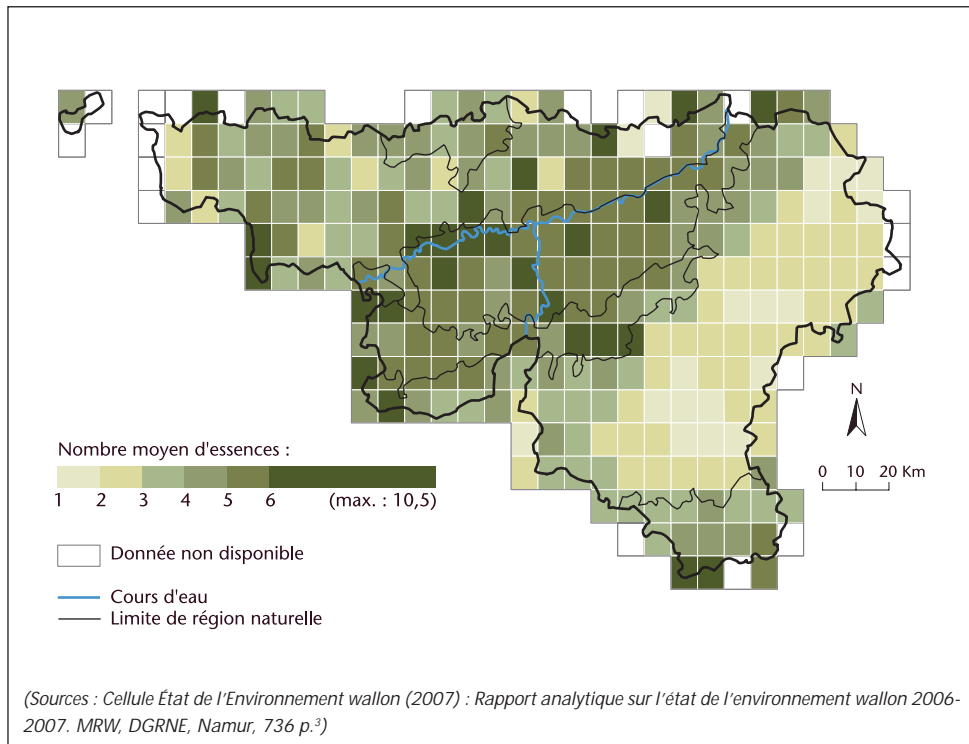 N
0 10 20 Km
Nombre moyen d'essences :
1 2 3 4 5 6 (max. : 10,5)
Donnée non disponible
Cours d'eau
Limite de région naturelle
(Sources : Cellule État de l'Environnement wallon (2007) : Rapport analytique sur l'état de l'environnement wallon 2006-
2007. MRW, DGRNE, Namur, 736 p.³)